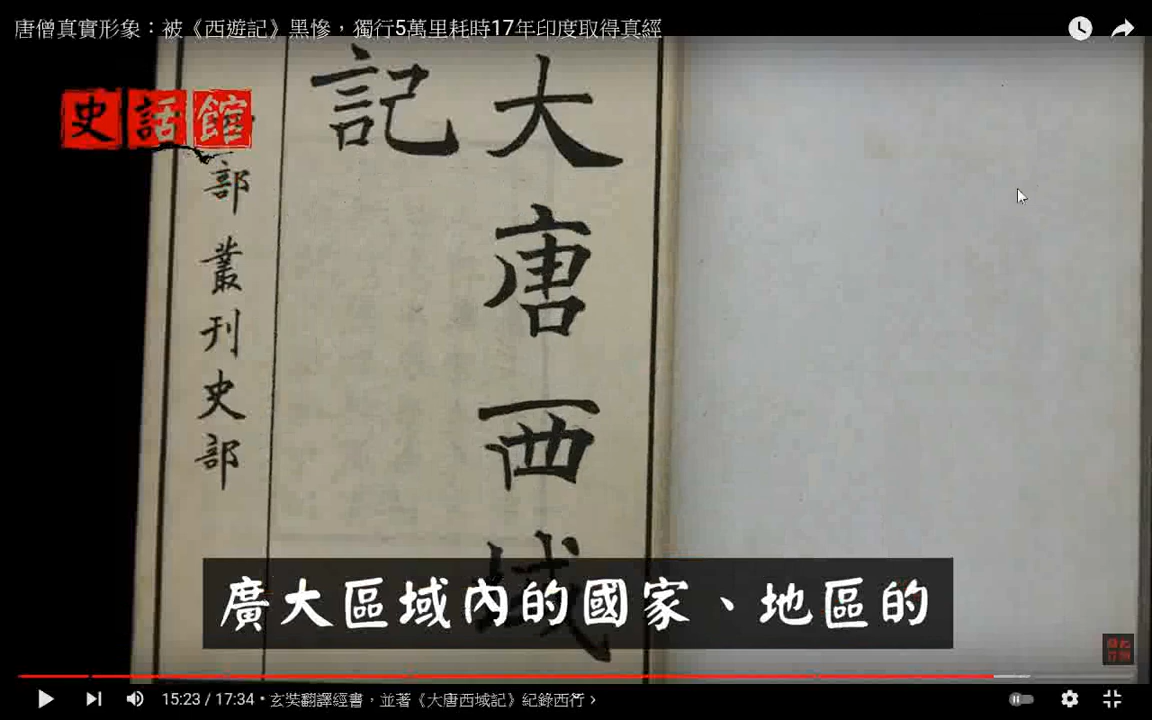 唐僧真實形象：被《西遊記》黑慘，獨行5萬里耗時17年印度取得真經
史話館
大唐西域
記
部 叢刊史部
廣大區域內的國家、地區的
15:23 / 17:34 • 玄奘翻譯經書，並著《大唐西域記》紀錄西行 ›